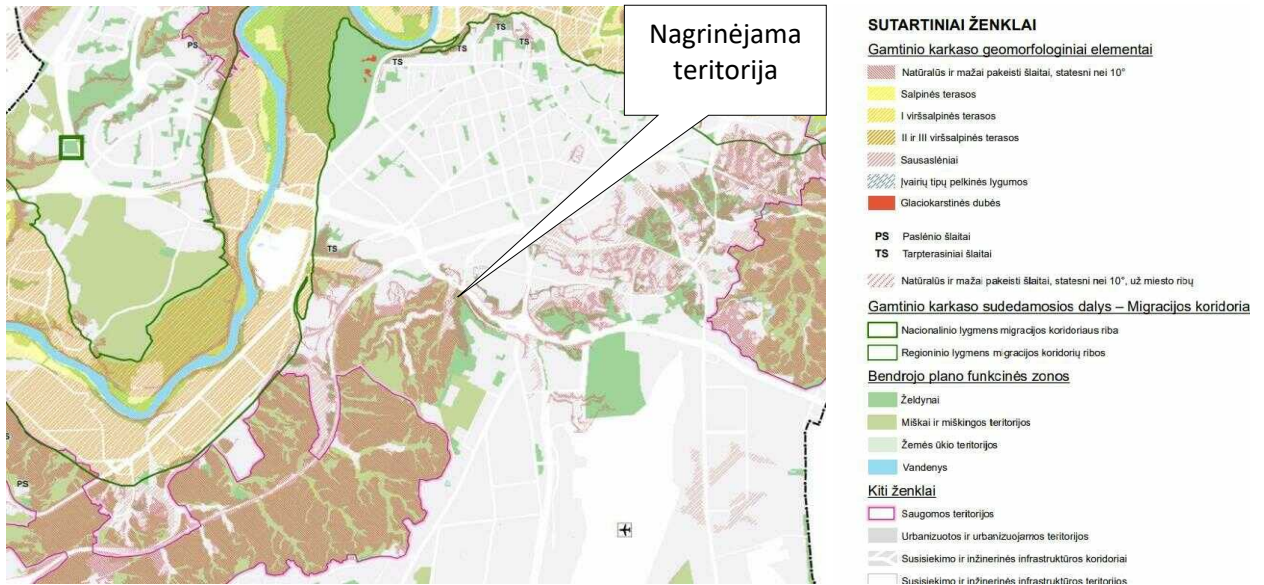 PS
TS
TS
TS
TS
TS
Nagrinėjama
teritorija
TS
PS
SUTARTINIAI ŽENKLAI
Gamtinio karkaso geomorfologiniai elementai
Natūralūs ir mažai pakeisti šlaitai, statesni nei 10°
Salpinės terasos
I viršsalpinės terasos
II ir III viršsalpinės terasos
Sausaslėniai
Įvairių tipų pelkinės lygumos
Glaciokarstinės dubės
PS Paslėnio šlaitai
TS Tarpterasiniai šlaitai
Natūralūs ir mažai pakeisti šlaitai, statesni nei 10°, už miesto ribų
Gamtinio karkaso sudedamosios dalys – Migracijos koridoria
Nacionalinio lygmens migracijos koridoriaus riba
Regioninio lygmens migracijos koridorių ribos
Bendrojo plano funkcinės zonos
Želdynai
Miškai ir miškingos teritorijos
Žemės ūkio teritorijos
Vandenys
Kiti ženklai
Saugomos teritorijos
Urbanizuotos ir urbanizuojamos teritorijos
Susisiekimo ir inžinerinės infrastruktūros koridoriai
Susisiekimo ir inžinerinės infrastruktūros teritorijos